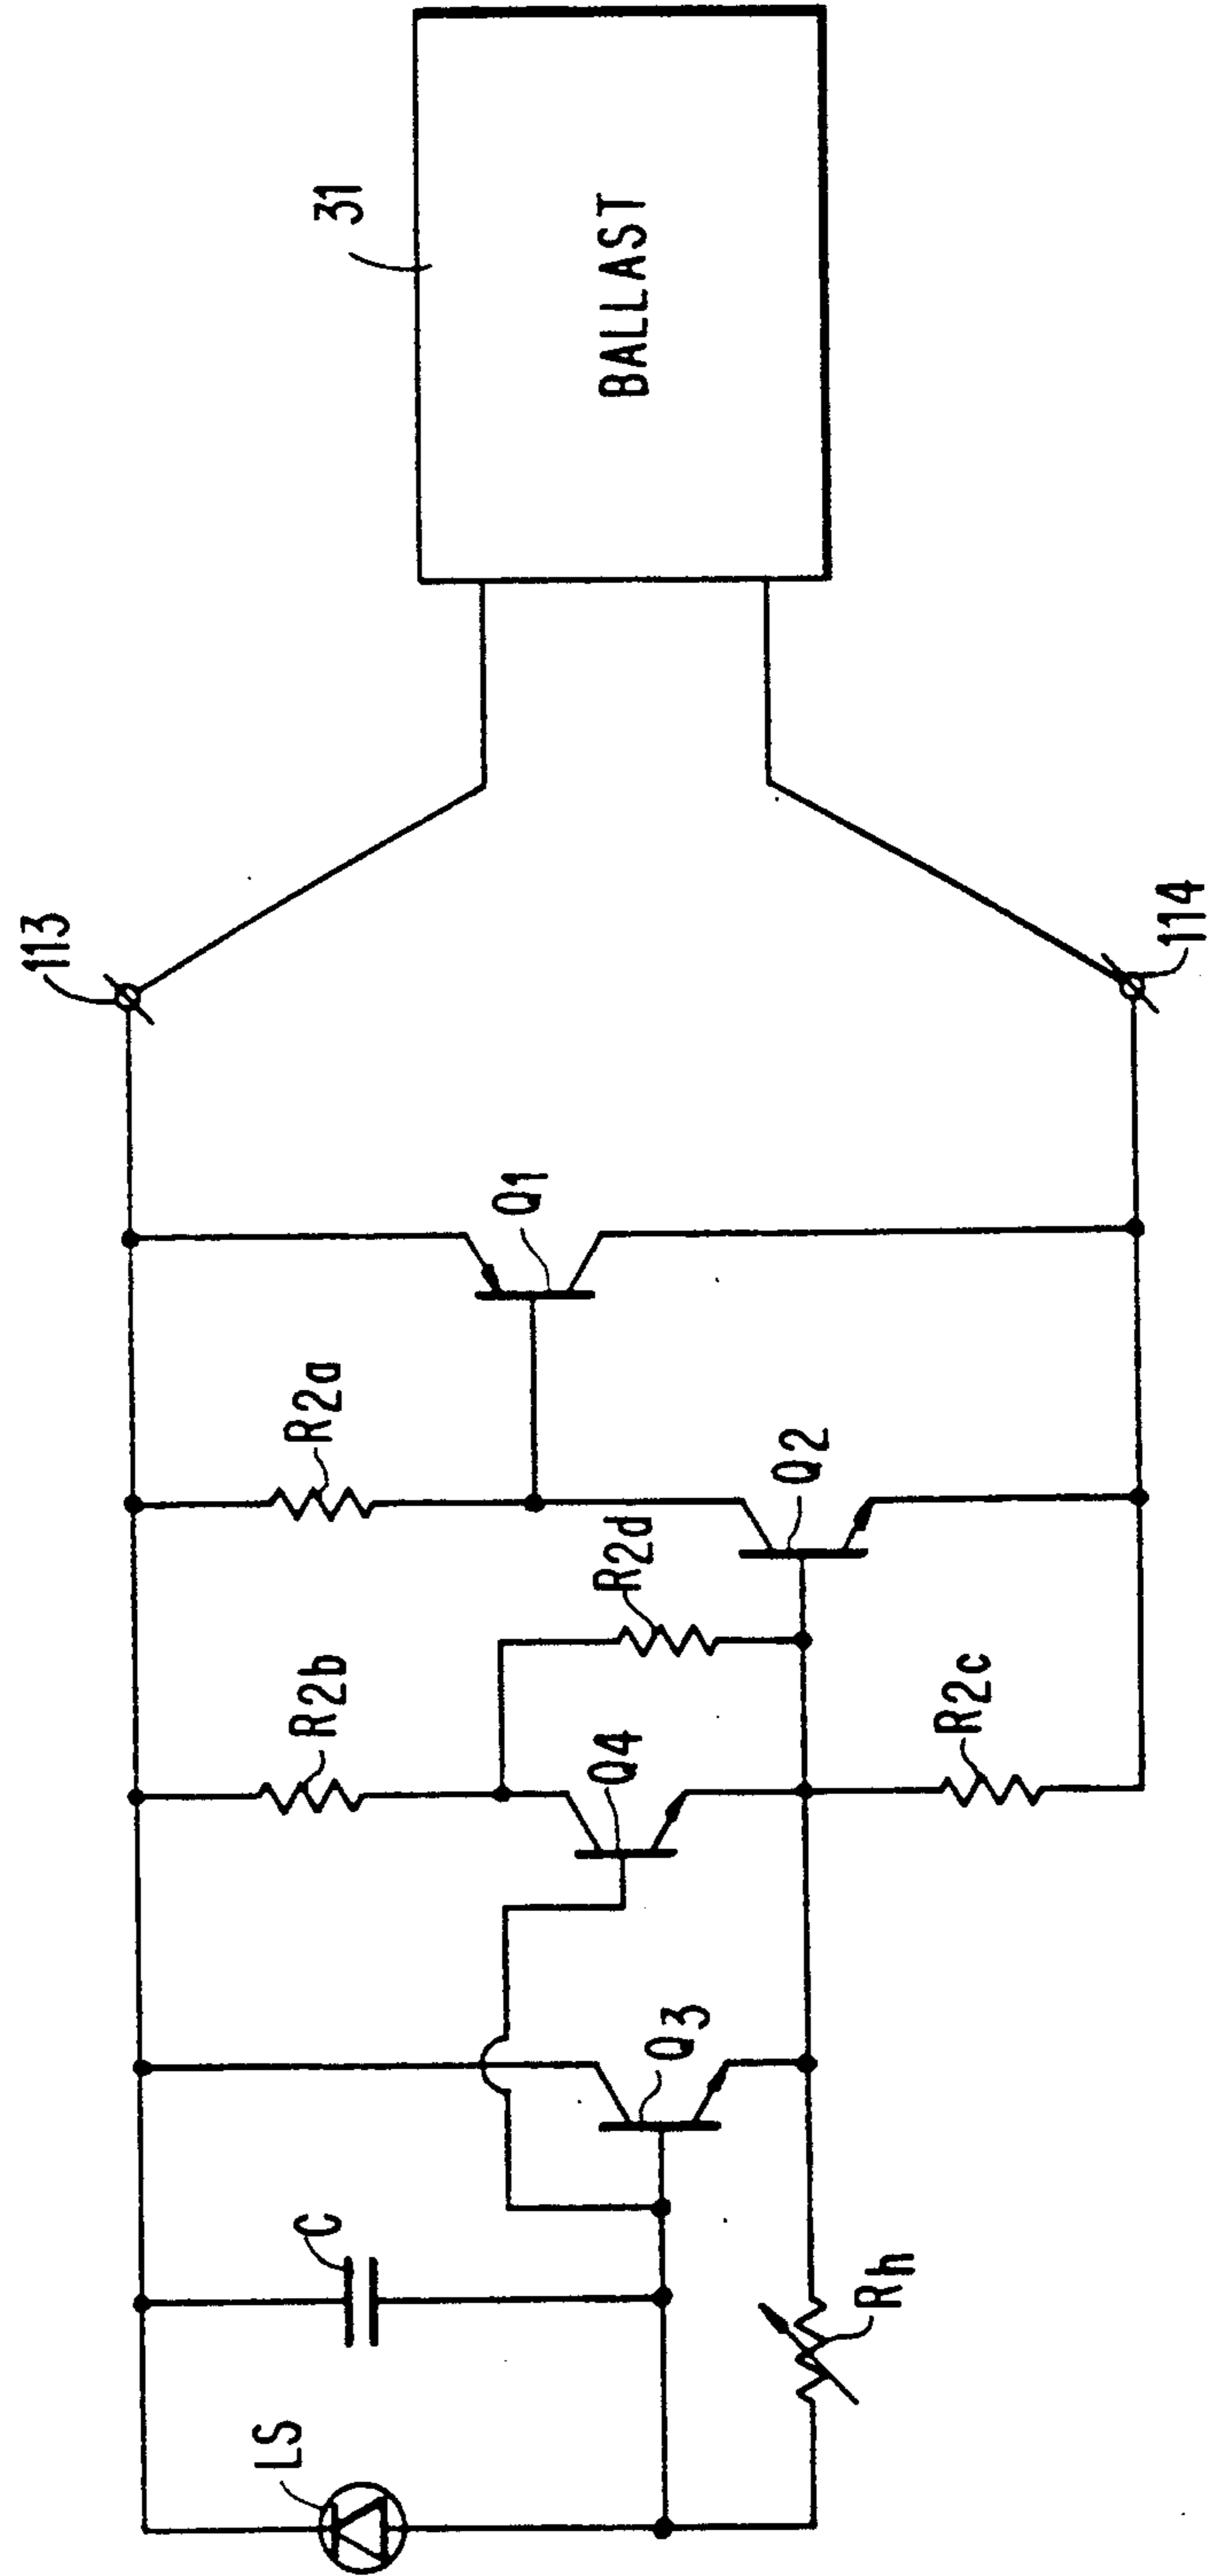 31
BALLAST
113
114
Q1
R2a
Q2
R2d
R2b
Q4
R2c
Q3
C
Rh
LS